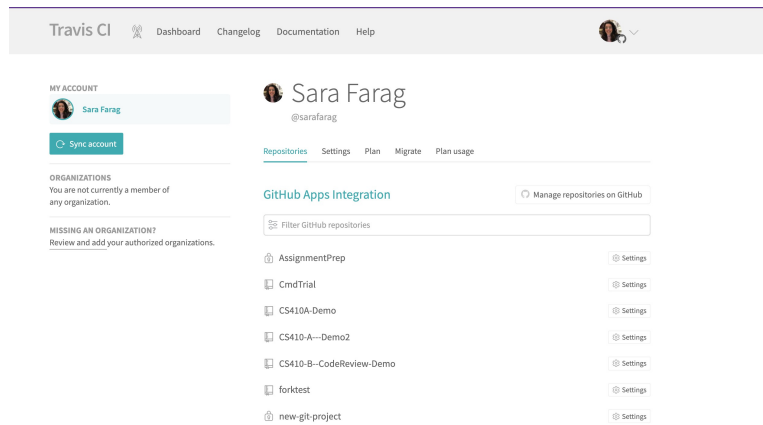 Travis CI Dashboard Changelog Documentation Help
MY ACCOUNT
Sara Farag
Sync account
ORGANIZATIONS
You are not currently a member of
any organization.
MISSING AN ORGANIZATION?
Review and add your authorized organizations.
Sara Farag
@sarafarag
Repositories Settings Plan Migrate Plan usage
GitHub Apps Integration Manage repositories on GitHub
Filter GitHub repositories
AssignmentPrep Settings
CmdTrial Settings
CS410A-Demo Settings
CS410-A---Demo2 Settings
CS410-B--CodeReview-Demo Settings
forktest Settings
new-git-project Settings